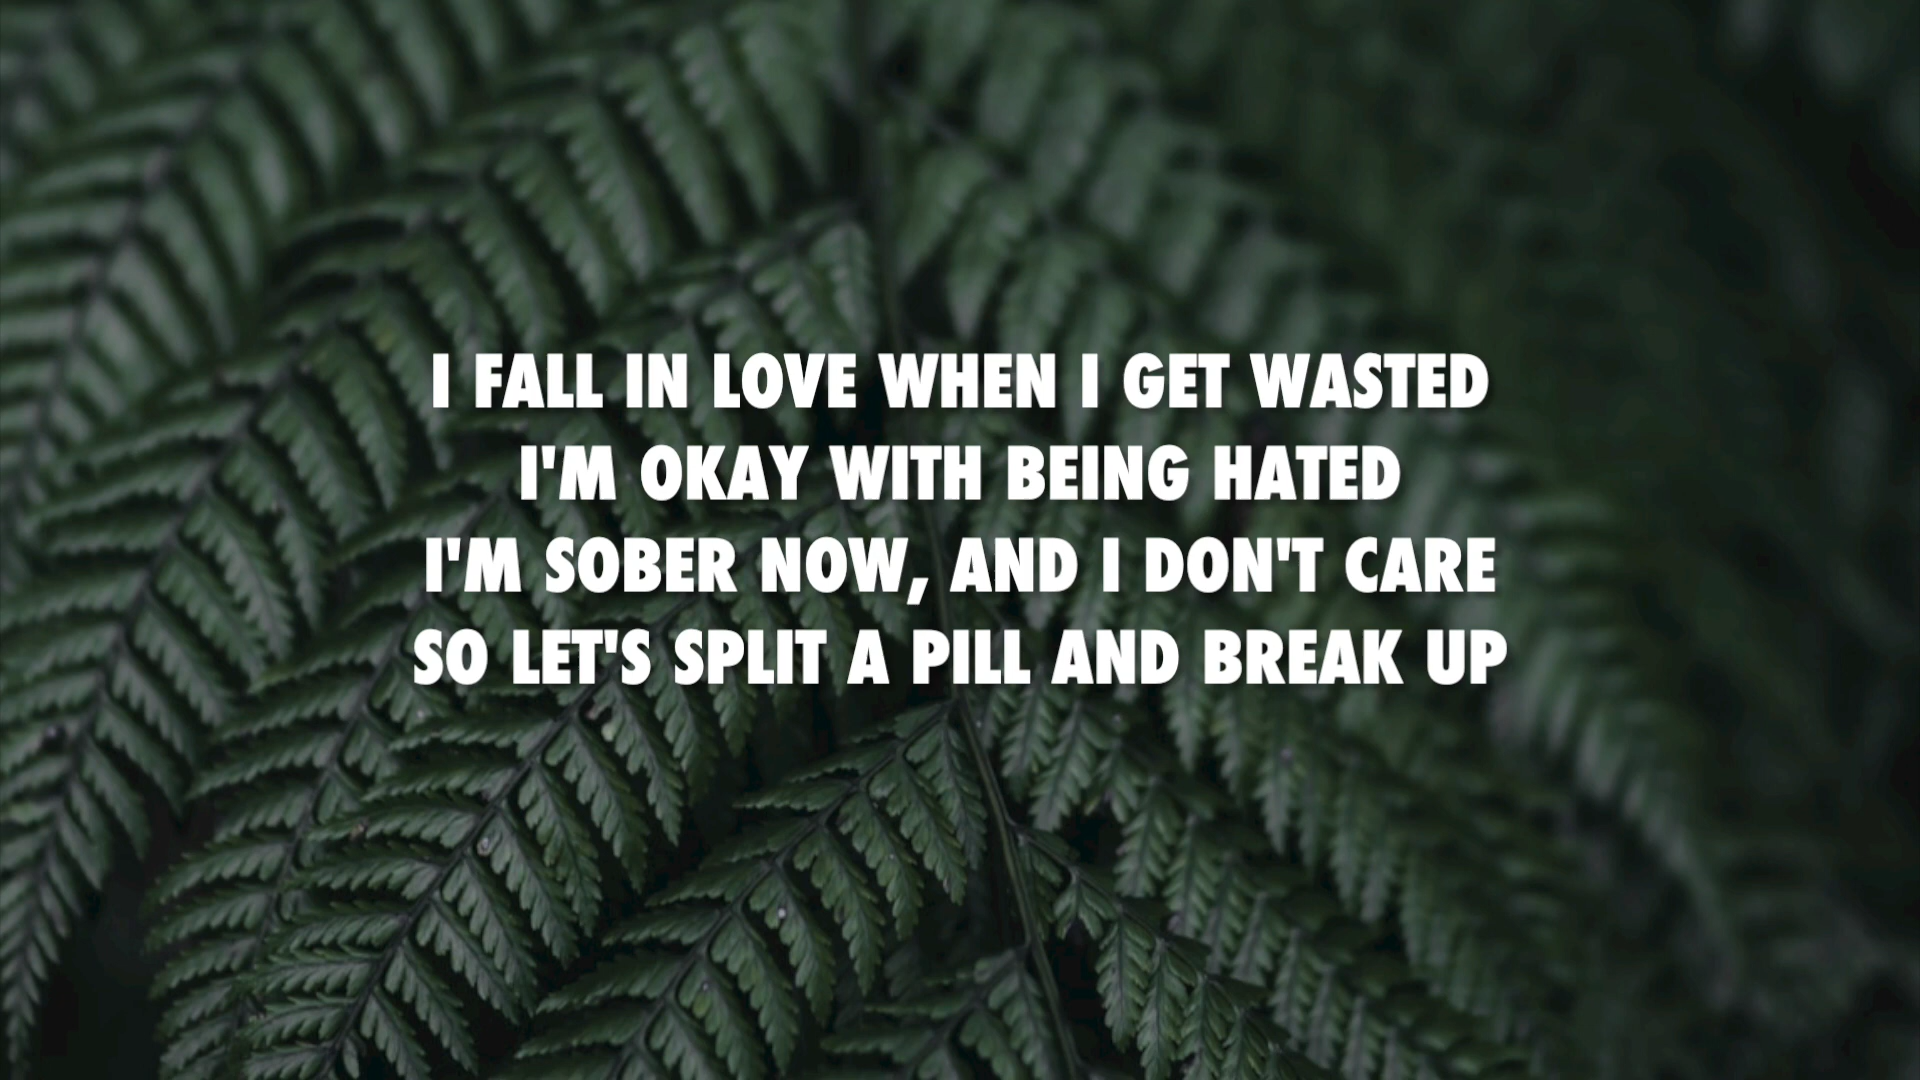 I FALL IN LOVE WHEN I GET WASTED
I'M OKAY WITH BEING HATED
I'M SOBER NOW, AND I DON'T CARE
SO LET'S SPLIT A PILL AND BREAK UP